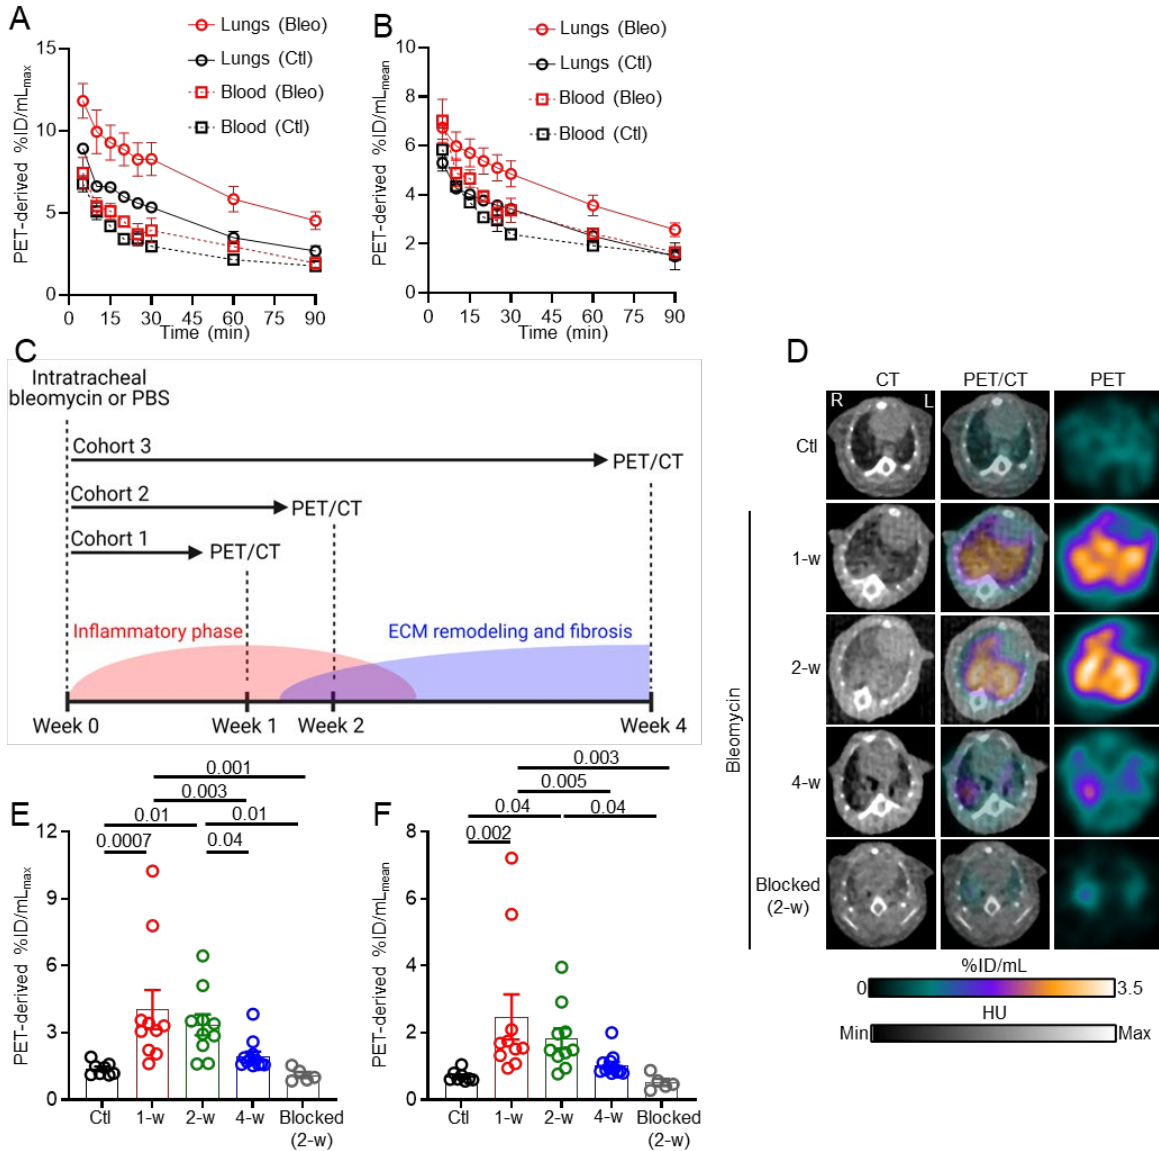 A
Lungs (Bleo)
Lungs (Ctl)
Blood (Bleo)
Blood (Ctl)
PET-derived %ID/mLmax
15
10
5
0
0 15 30 45 60 75 90
Time (min)
B
Lungs (Bleo)
Lungs (Ctl)
Blood (Bleo)
Blood (Ctl)
PET-derived %ID/mLmean
10
8
6
4
2
0
0 15 30 45 60 75 90
Time (min)
C
Intratracheal
bleomycin or PBS
Cohort 3
PET/CT
Cohort 2
PET/CT
Cohort 1
PET/CT
Inflammatory phase
ECM remodeling and fibrosis
Week 0 Week 1 Week 2 Week 4
D
CT PET/CT PET
R L
Ctl
Bleomycin
1-w
2-w
4-w
Blocked
(2-w)
%ID/mL
0 3.5
HU
Min Max
E
0.001
0.003
0.01 0.01
0.0007 0.04
PET-derived %ID/mLmax
12
9
6
3
0
Ctl 1-w 2-w 4-w Blocked
(2-w)
F
0.003
0.005
0.04 0.04
0.002
PET-derived %ID/mLmean
8
6
4
2
0
Ctl 1-w 2-w 4-w Blocked
(2-w)